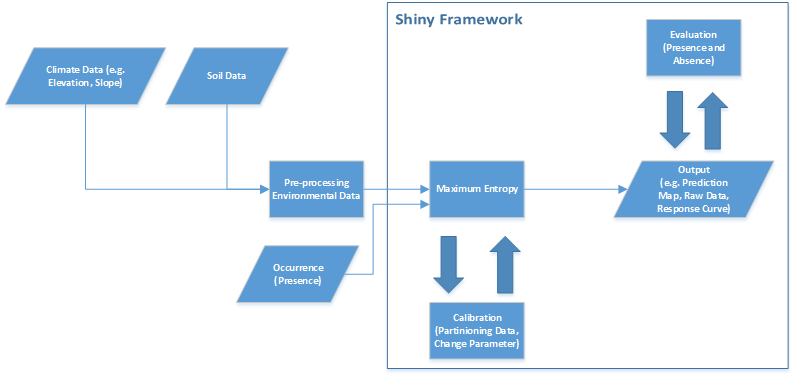 Shiny Framework
Evaluation
(Presence and
Absence)
Climate Data (e.g.
Elevation, Slope)
Soil Data
Pre-processing
Environmental Data
Maximum Entropy
Output
(e.g. Prediction
Map, Raw Data,
Response Curve)
Occurrence
(Presence)
Calibration
(Partinioning Data,
Change Parameter)